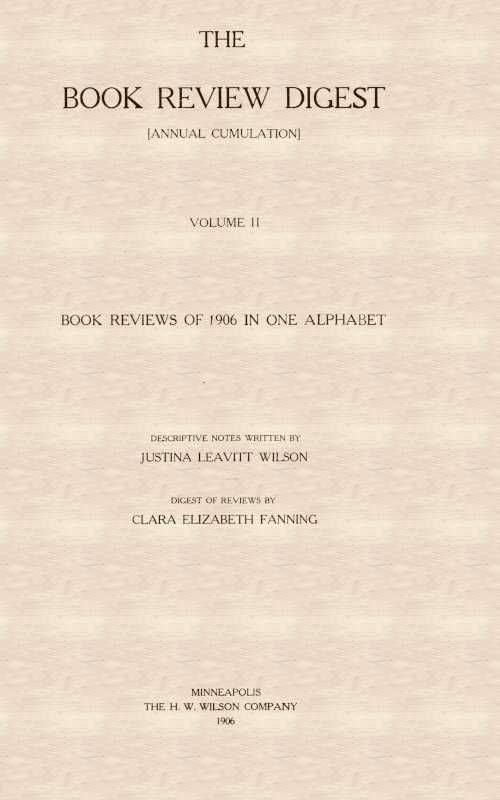 THE
BOOK REVIEW DIGEST
[ANNUAL CUMULATION]
VOLUME II
BOOK REVIEWS OF 1906 IN ONE ALPHABET
DESCRIPTIVE NOTES WRITTEN BY
JUSTINA LEAVITT WILSON
DIGEST OF REVIEWS BY
CLARA ELIZABETH FANNING
MINNEAPOLIS
THE H. W. WILSON COMPANY
1906